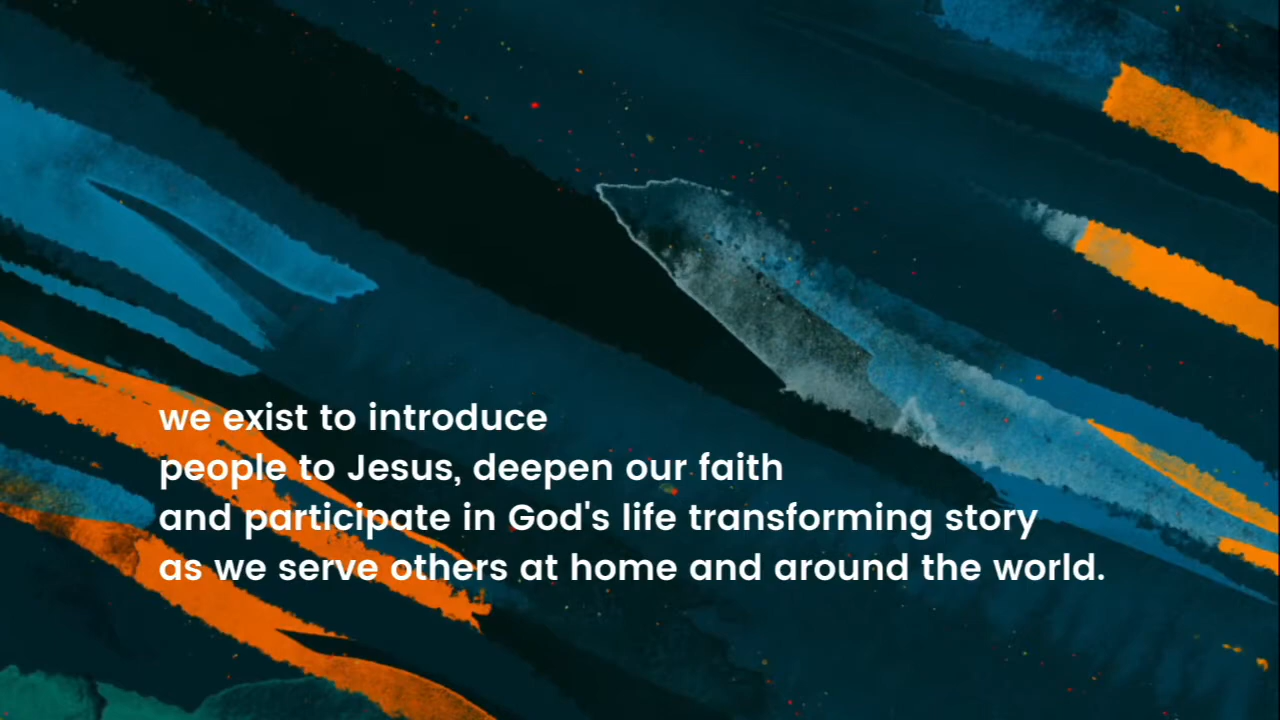 we exist to introduce
people to Jesus, deepen our faith
and participate in God's life transforming story
as we serve others at home and around the world.